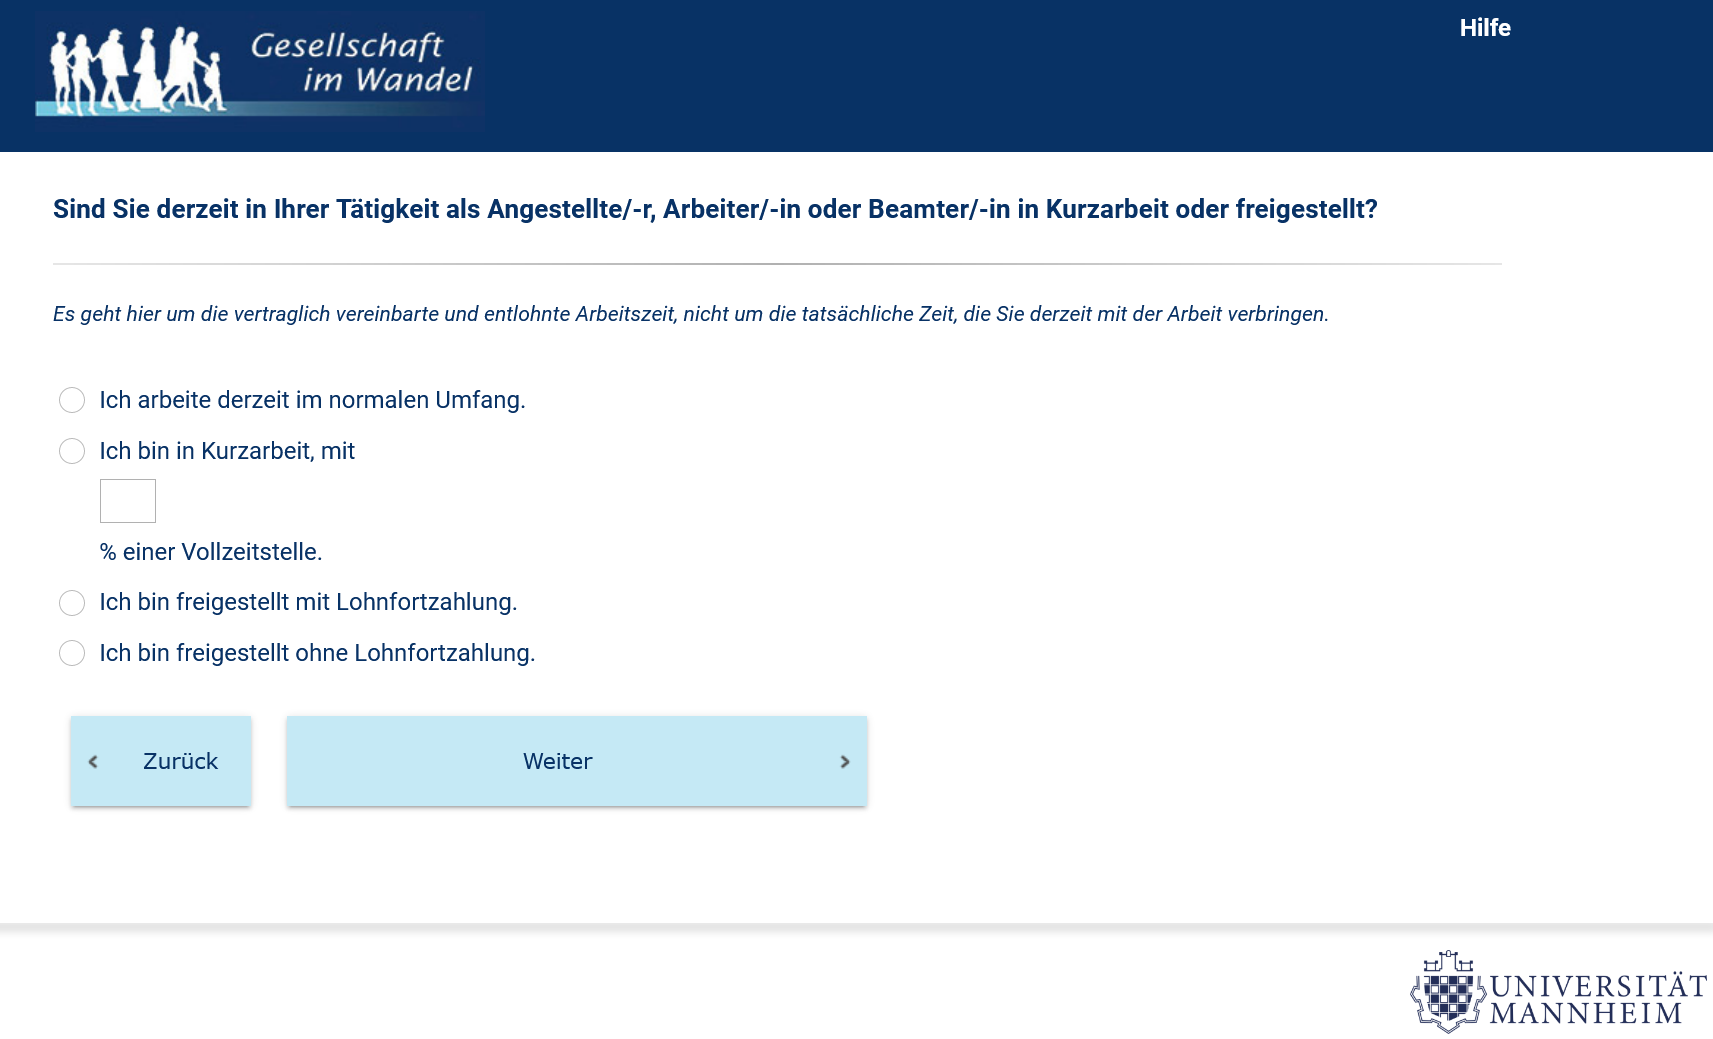 Gesellschaft
im Wandel
Hilfe
Sind Sie derzeit in Ihrer Tätigkeit als Angestellte/-r, Arbeiter/-in oder Beamter/-in in Kurzarbeit oder freigestellt?
Es geht hier um die vertraglich vereinbarte und entlohnte Arbeitszeit, nicht um die tatsächliche Zeit, die Sie derzeit mit der Arbeit verbringen.
Ich arbeite derzeit im normalen Umfang.
Ich bin in Kurzarbeit, mit
% einer Vollzeitstelle.
Ich bin freigestellt mit Lohnfortzahlung.
Ich bin freigestellt ohne Lohnfortzahlung.
Zurück
Weiter
UNIVERSITÄT
MANNHEIM